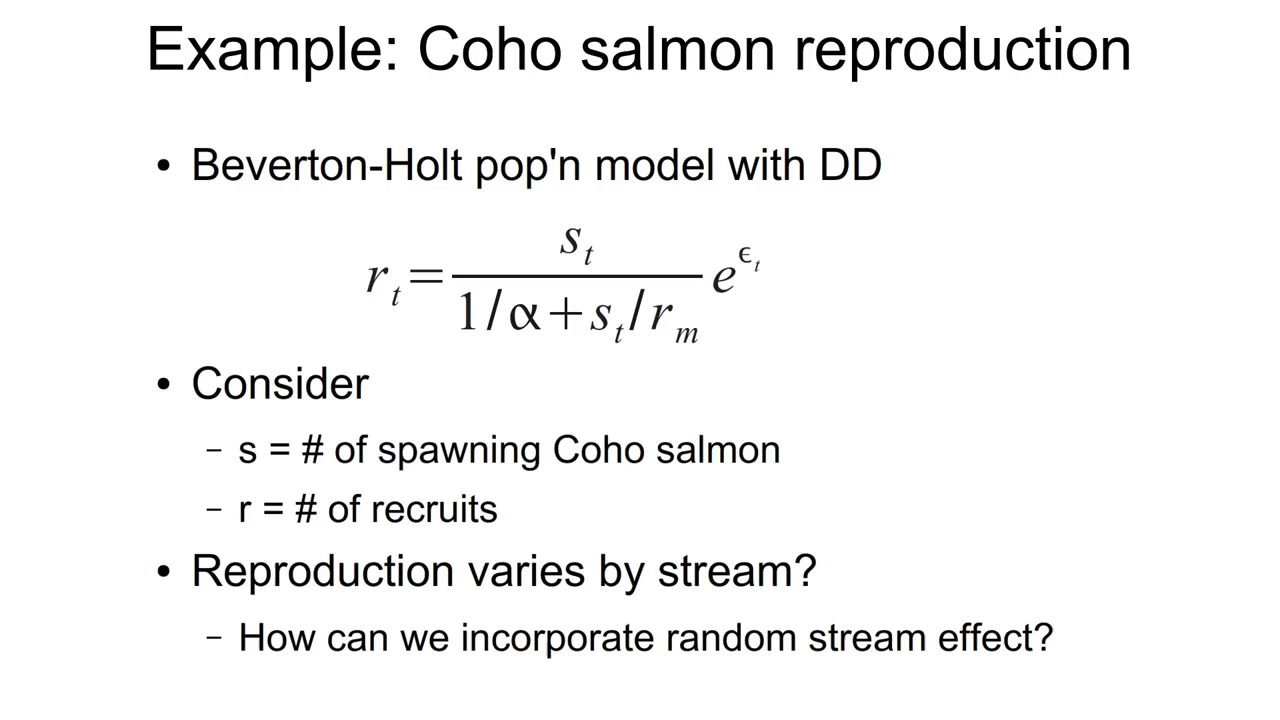 Example: Coho salmon reproduction
• Beverton-Holt pop'n model with DD
r_t = s_t / (1/α+s_t/r_m) e^{ϵ_t}
• Consider
– s = # of spawning Coho salmon
– r = # of recruits
• Reproduction varies by stream?
– How can we incorporate random stream effect?